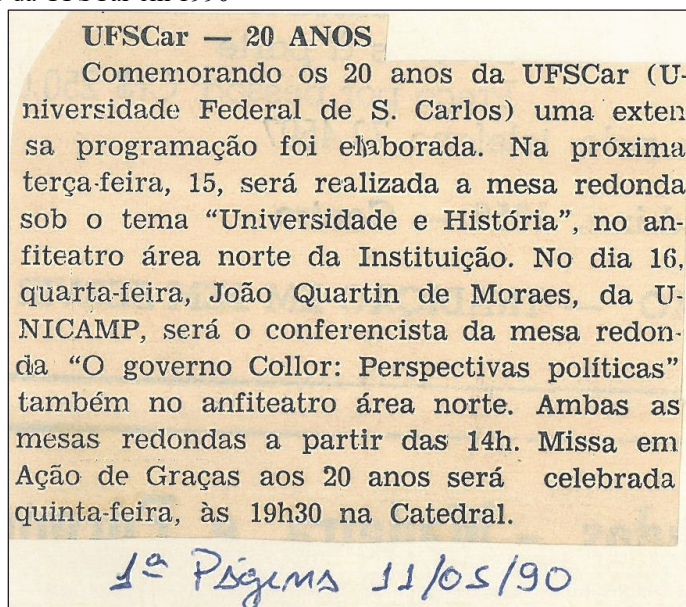 da UFSCar em 1990
UFSCar — 20 ANOS
Comemorando os 20 anos da UFSCar (U-
niversidade Federal de S. Carlos) uma exten
sa programação foi elaborada. Na próxima
terça-feira, 15, será realizada a mesa redonda
sob o tema “Universidade e História”, no an-
fiteatro área norte da Instituição. No dia 16,
quarta-feira, João Quartin de Moraes, da U-
NICAMP, será o conferencista da mesa redon-
da “O governo Collor: Perspectivas políticas”
também no anfiteatro área norte. Ambas as
mesas redondas a partir das 14h. Missa em
Ação de Graças aos 20 anos será celebrada
quinta-feira, às 19h30 na Catedral.
1ª Página 11/05/90